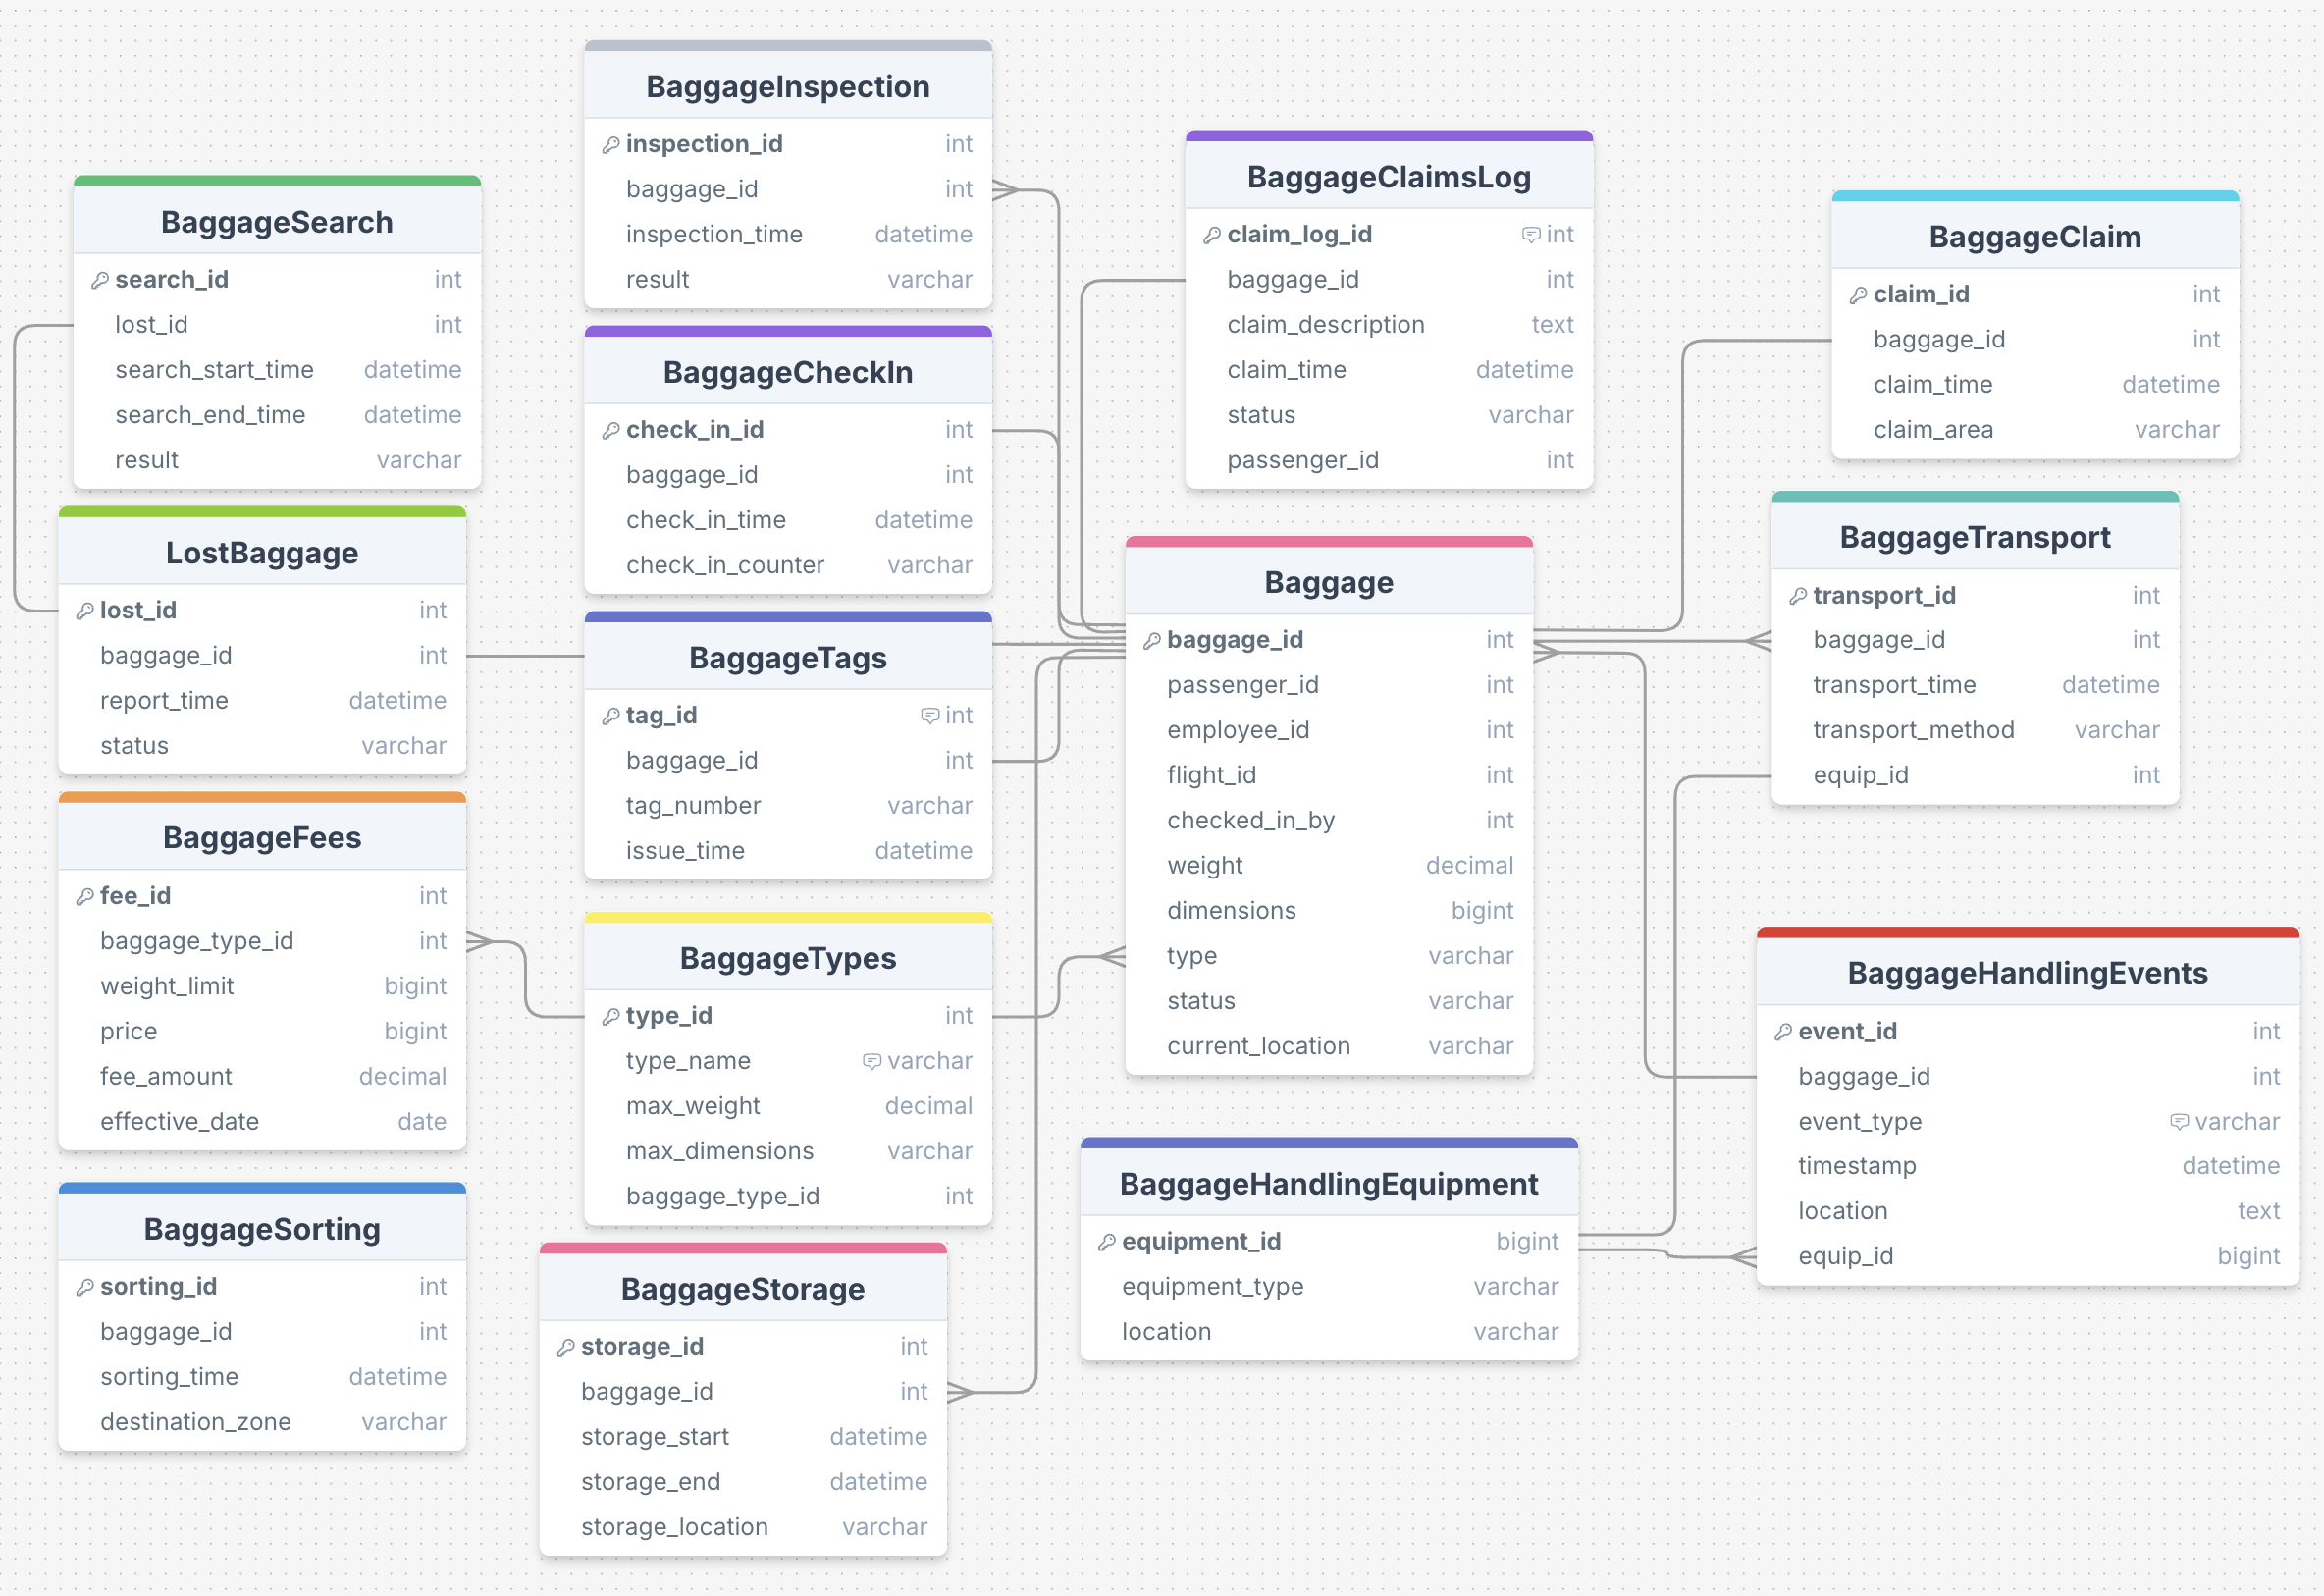 BaggageInspection
inspection_id int
baggage_id int
inspection_time datetime
result varchar
BaggageSearch
search_id int
lost_id int
search_start_time datetime
search_end_time datetime
result varchar
BaggageClaimsLog
claim_log_id int
baggage_id int
claim_description text
claim_time datetime
status varchar
passenger_id int
BaggageClaim
claim_id int
baggage_id int
claim_time datetime
claim_area varchar
BaggageCheckIn
check_in_id int
baggage_id int
check_in_time datetime
check_in_counter varchar
LostBaggage
lost_id int
baggage_id int
report_time datetime
status varchar
BaggageTags
tag_id int
baggage_id int
tag_number varchar
issue_time datetime
Baggage
baggage_id int
passenger_id int
employee_id int
flight_id int
checked_in_by int
weight decimal
dimensions bigint
type varchar
status varchar
current_location varchar
BaggageTransport
transport_id int
baggage_id int
transport_time datetime
transport_method varchar
equip_id int
BaggageFees
fee_id int
baggage_type_id int
weight_limit bigint
price bigint
fee_amount decimal
effective_date date
BaggageTypes
type_id int
type_name varchar
max_weight decimal
max_dimensions varchar
baggage_type_id int
BaggageHandlingEvents
event_id int
baggage_id int
event_type varchar
timestamp datetime
location text
equip_id bigint
BaggageHandlingEquipment
equipment_id bigint
equipment_type varchar
location varchar
BaggageSorting
sorting_id int
baggage_id int
sorting_time datetime
destination_zone varchar
BaggageStorage
storage_id int
baggage_id int
storage_start datetime
storage_end datetime
storage_location varchar